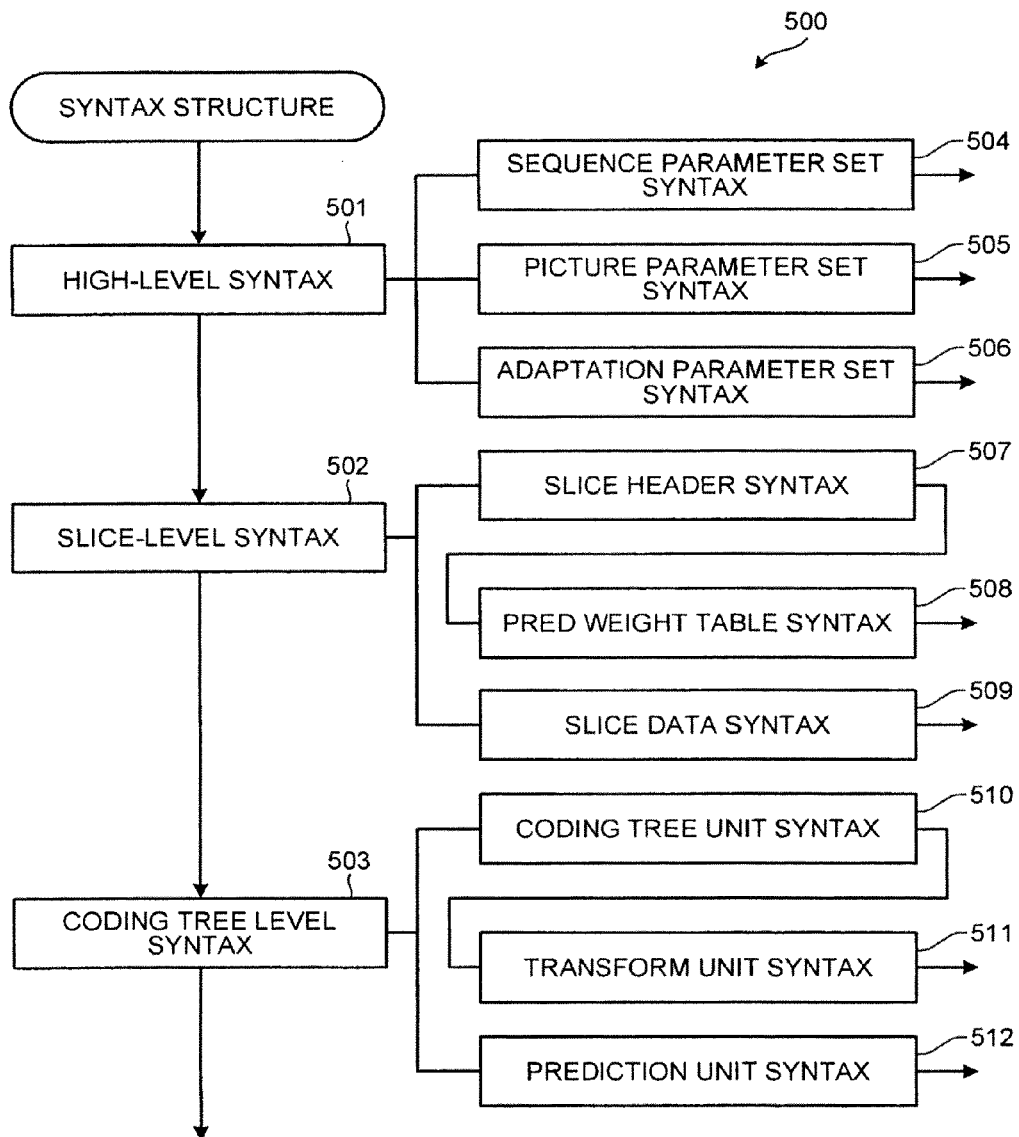 500
SYNTAX STRUCTURE
504
SEQUENCE PARAMETER SET
SYNTAX
501
HIGH-LEVEL SYNTAX
505
PICTURE PARAMETER SET
SYNTAX
506
ADAPTATION PARAMETER SET
SYNTAX
502
SLICE-LEVEL SYNTAX
507
SLICE HEADER SYNTAX
508
PRED WEIGHT TABLE SYNTAX
509
SLICE DATA SYNTAX
503
CODING TREE LEVEL
SYNTAX
510
CODING TREE UNIT SYNTAX
511
TRANSFORM UNIT SYNTAX
512
PREDICTION UNIT SYNTAX